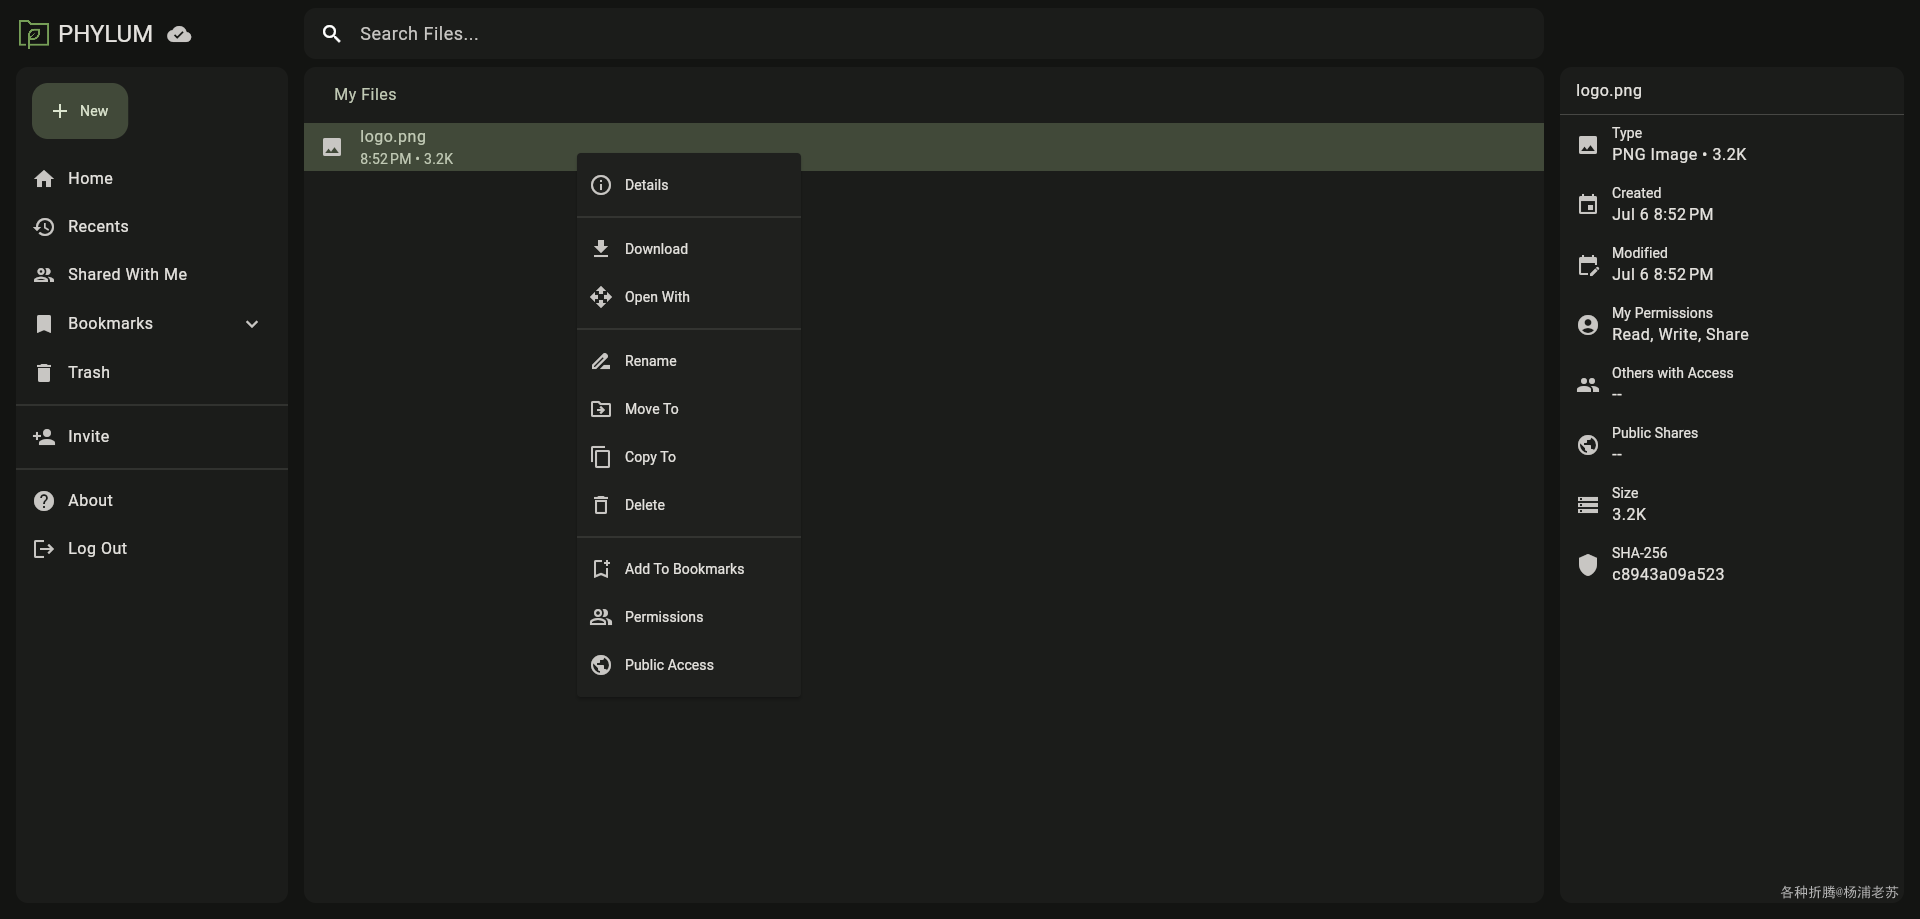 PHYLUM
Search Files...
New
Home
Recents
Shared With Me
Bookmarks
Trash
Invite
About
Log Out
My Files
logo.png
8:52 PM • 3.2K
Details
Download
Open With
Rename
Move To
Copy To
Delete
Add To Bookmarks
Permissions
Public Access
logo.png
Type
PNG Image • 3.2K
Created
Jul 6 8:52 PM
Modified
Jul 6 8:52 PM
My Permissions
Read, Write, Share
Others with Access
--
Public Shares
--
Size
3.2K
SHA-256
c8943a09a523
各种折腾@杨浦老苏